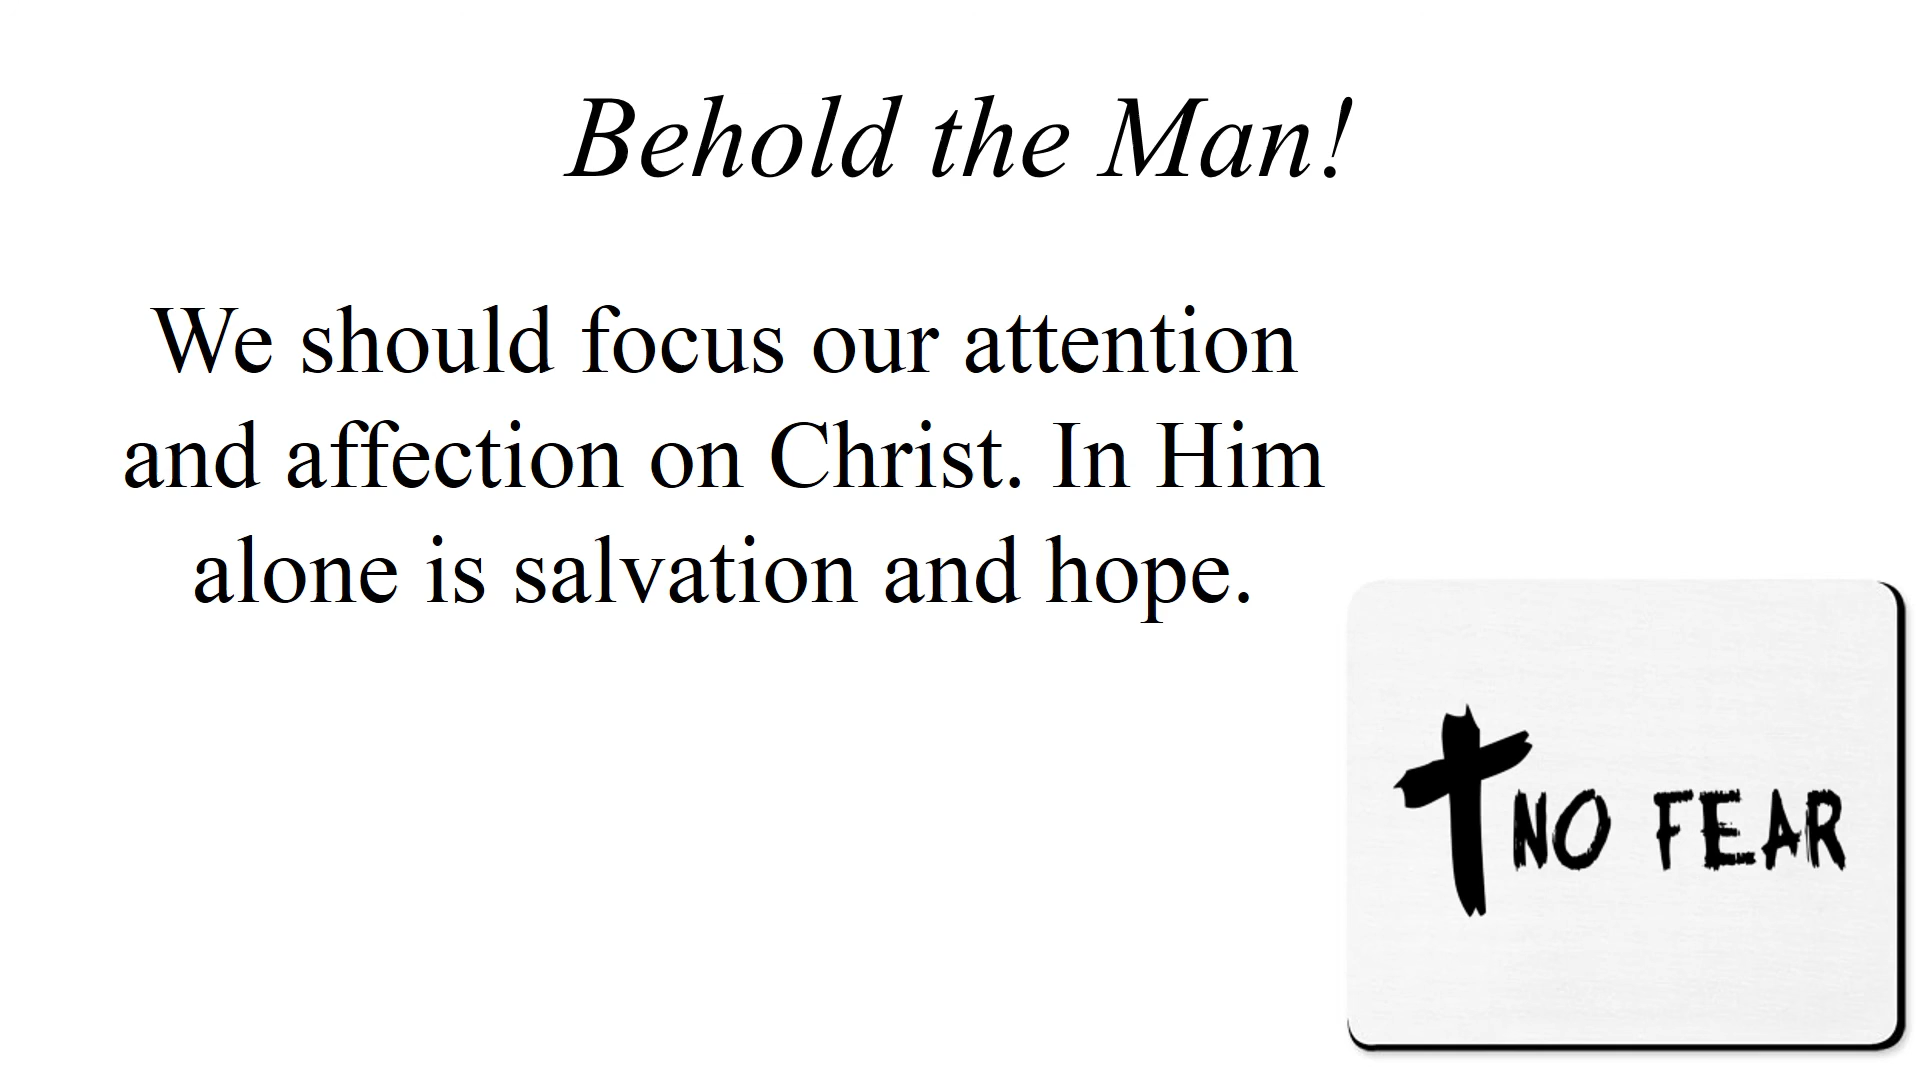 Behold the Man!
We should focus our attention
and affection on Christ. In Him
alone is salvation and hope.
NO FEAR